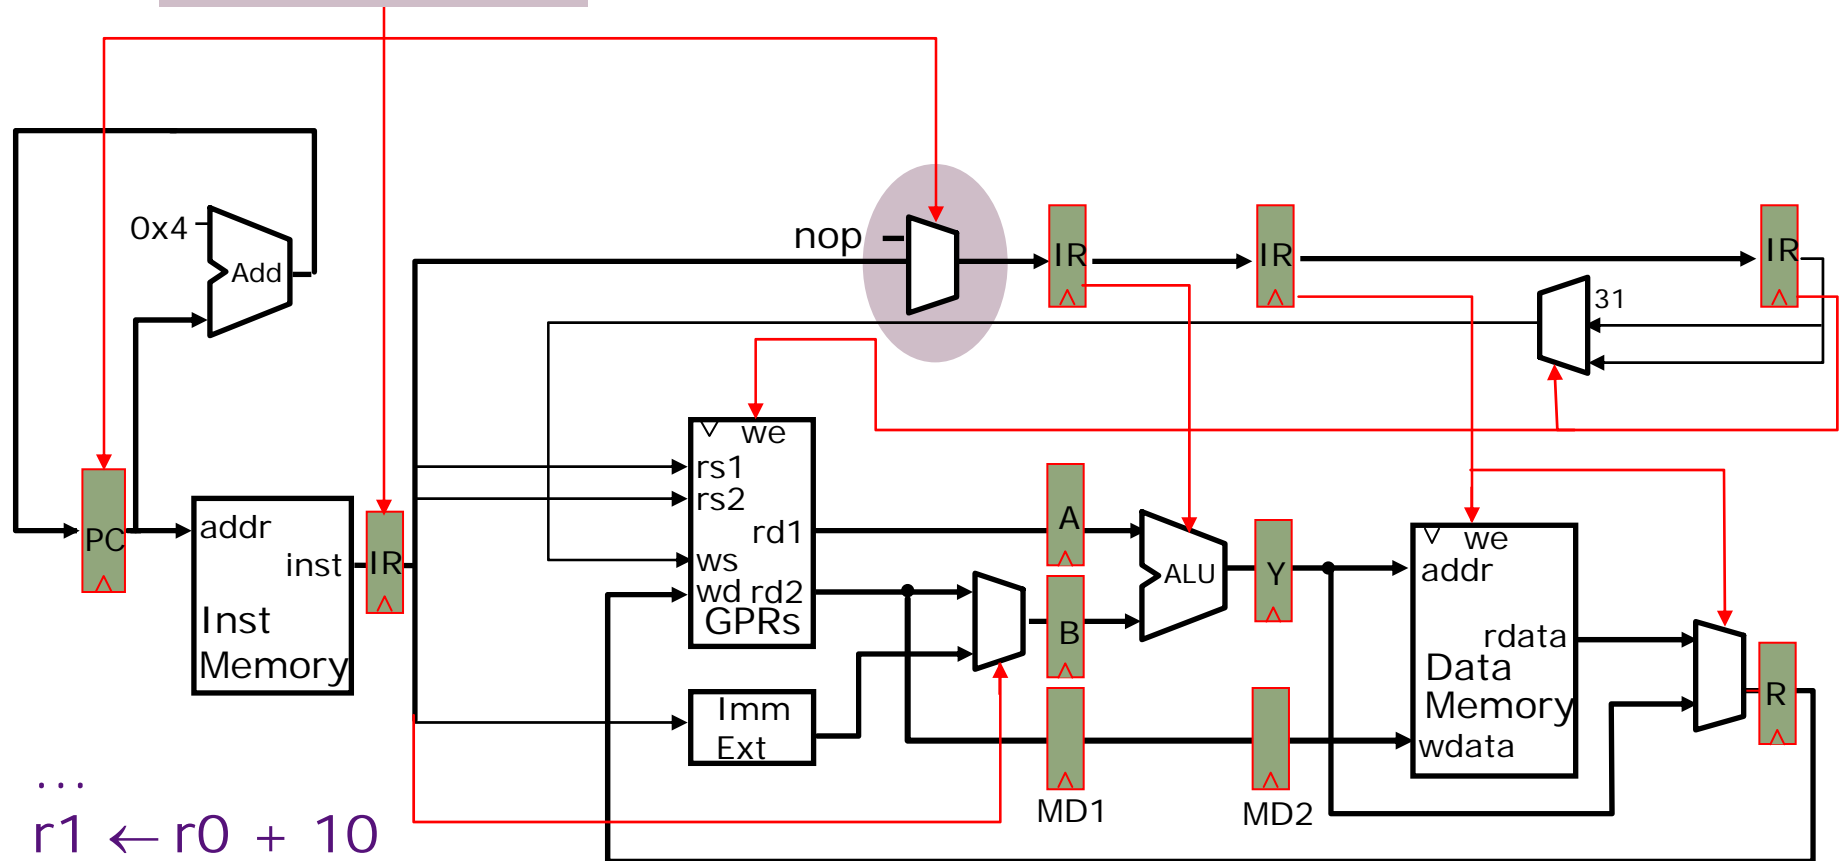 nop
IR
IR
IR
0x4
Add
31
we
rs1
rs2
rd1
ws
wd rd2
GPRs
PC
addr
inst
Inst
Memory
IR
A
B
ALU
Y
we
addr
rdata
Data
Memory
wdata
R
Imm
Ext
MD1
MD2
...
r1 ← r0 + 10